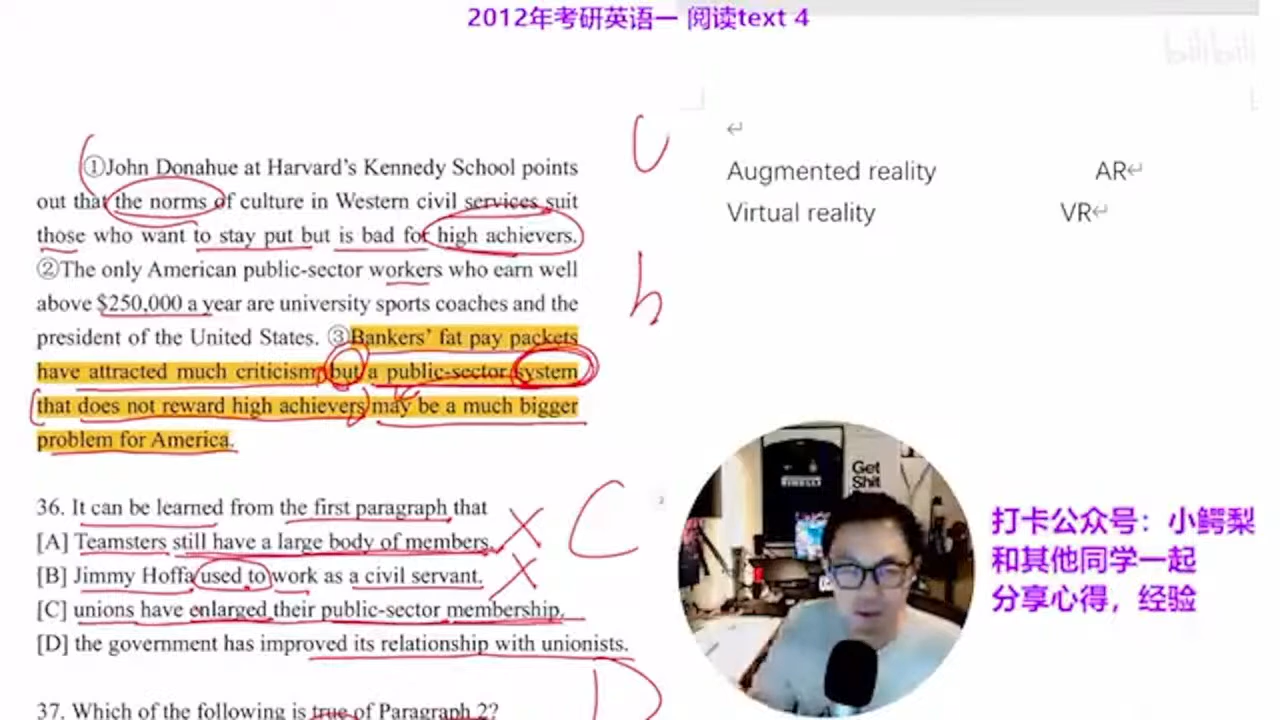 2012年考研英语一 阅读text 4
bilibili
①John Donahue at Harvard's Kennedy School points
out that the norms of culture in Western civil services suit
those who want to stay put but is bad for high achievers.
②The only American public-sector workers who earn well
above $250,000 a year are university sports coaches and the
president of the United States. ③Bankers' fat pay packets
have attracted much criticism, but a public-sector system
that does not reward high achievers may be a much bigger
problem for America.
36. It can be learned from the first paragraph that
[A] Teamsters still have a large body of members.
[B] Jimmy Hoffa used to work as a civil servant.
[C] unions have enlarged their public-sector membership.
[D] the government has improved its relationship with unionists.
37. Which of the following is true of Paragraph 2?
C
D
Augmented reality AR
Virtual reality VR
Get
Shit
PIRELLI
打卡公众号：小鳄梨
和其他同学一起
分享心得，经验